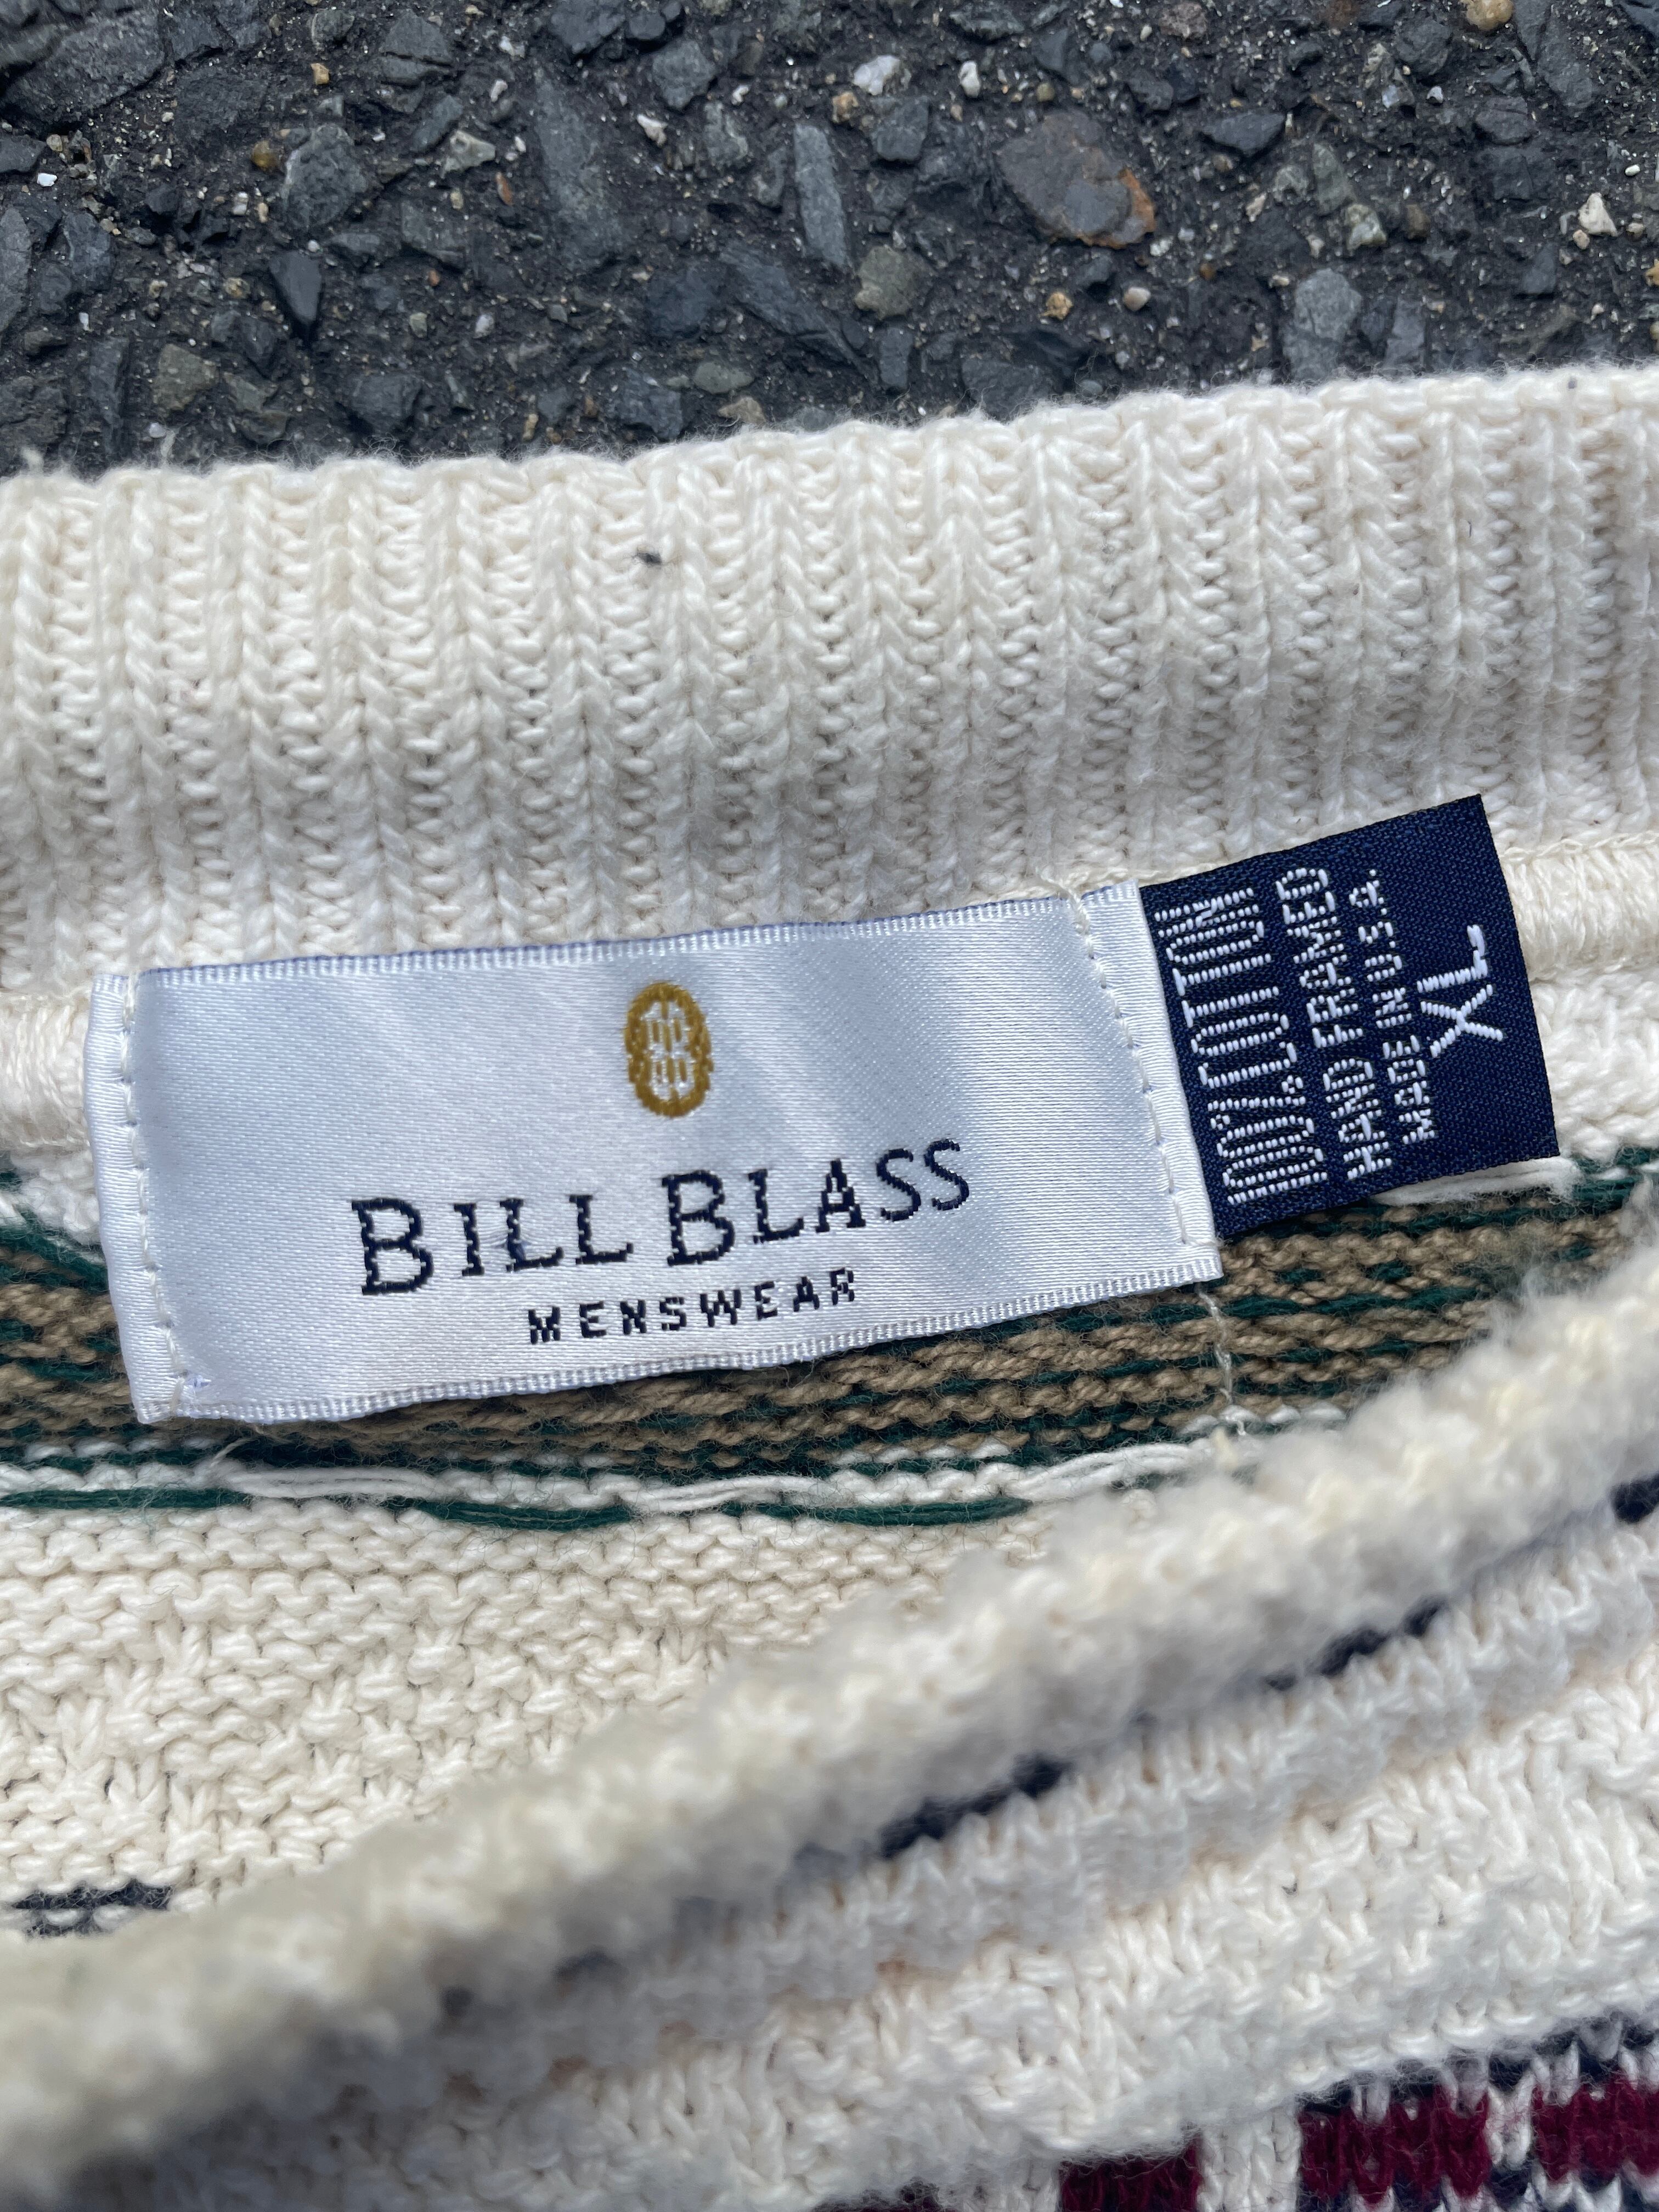 BILL BLASS
MENSWEAR
100% COTTON
HAND FRAMED
MADE IN U.S.A.
XL